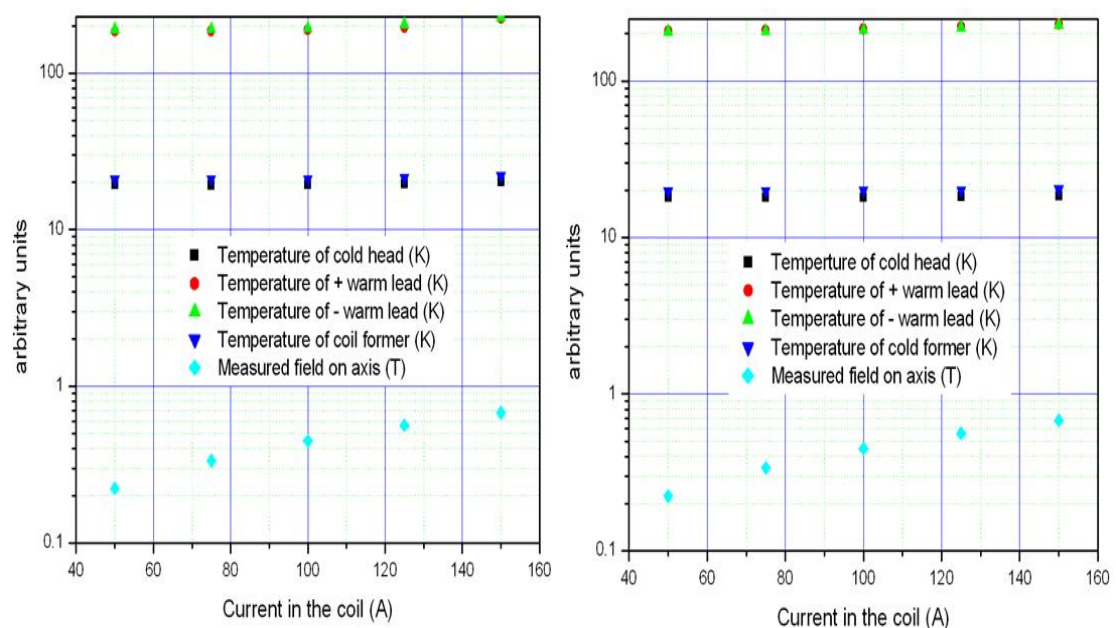 100
10
1
0.1
arbitrary units
Temperature of cold head (K)
Temperature of + warm lead (K)
Temperature of - warm lead (K)
Temperature of coil former (K)
Measured field on axis (T)
40 60 80 100 120 140 160
Current in the coil (A)
100
10
1
0.1
arbitrary units
Temperture of cold head (K)
Temperature of + warm lead (K)
Temperature of - warm lead (K)
Temperature of cold former (K)
Measured field on axis (T)
40 60 80 100 120 140 160
Current in the coil (A)